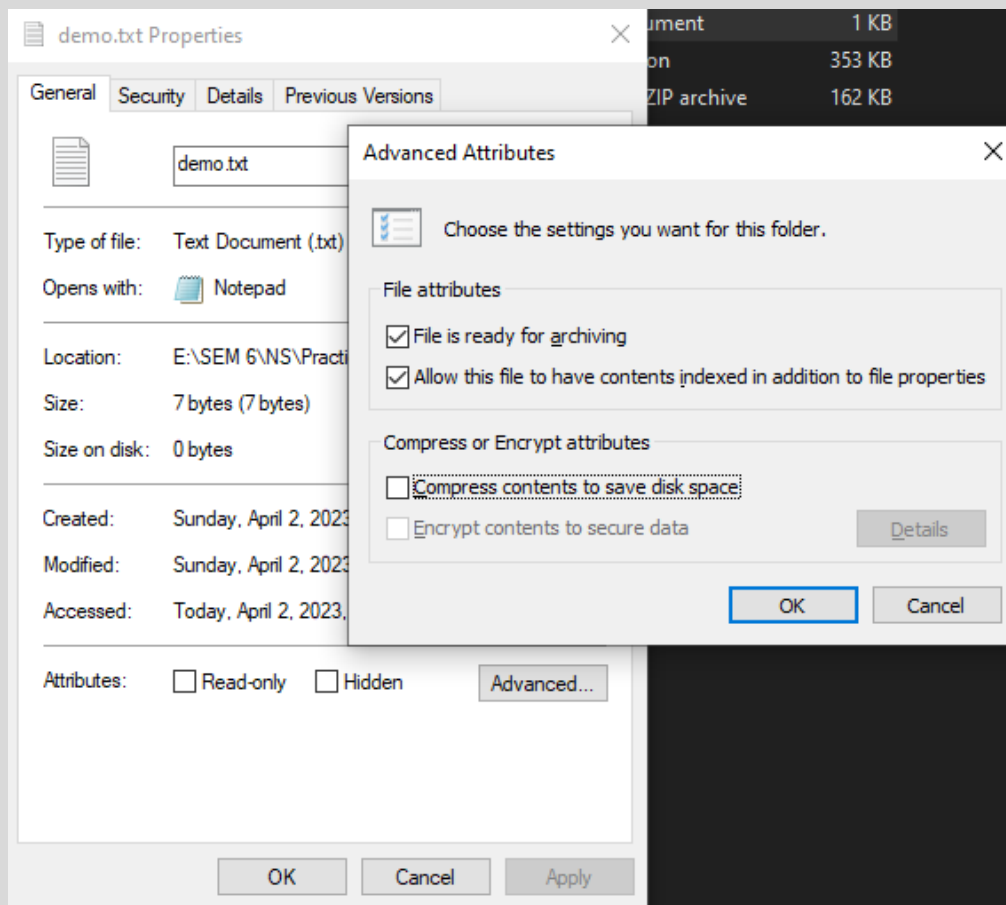 demo.txt Properties
ument 1 KB
on 353 KB
ZIP archive 162 KB
General Security Details Previous Versions
demo.txt
Type of file: Text Document (.txt)
Opens with: Notepad
Location: E:\SEM 6\NS\Practi
Size: 7 bytes (7 bytes)
Size on disk: 0 bytes
Created: Sunday, April 2, 2023
Modified: Sunday, April 2, 2023
Accessed: Today, April 2, 2023,
Attributes: Read-only Hidden Advanced...
OK Cancel Apply
Advanced Attributes
Choose the settings you want for this folder.
File attributes
File is ready for archiving
Allow this file to have contents indexed in addition to file properties
Compress or Encrypt attributes
Compress contents to save disk space
Encrypt contents to secure data Details
OK Cancel